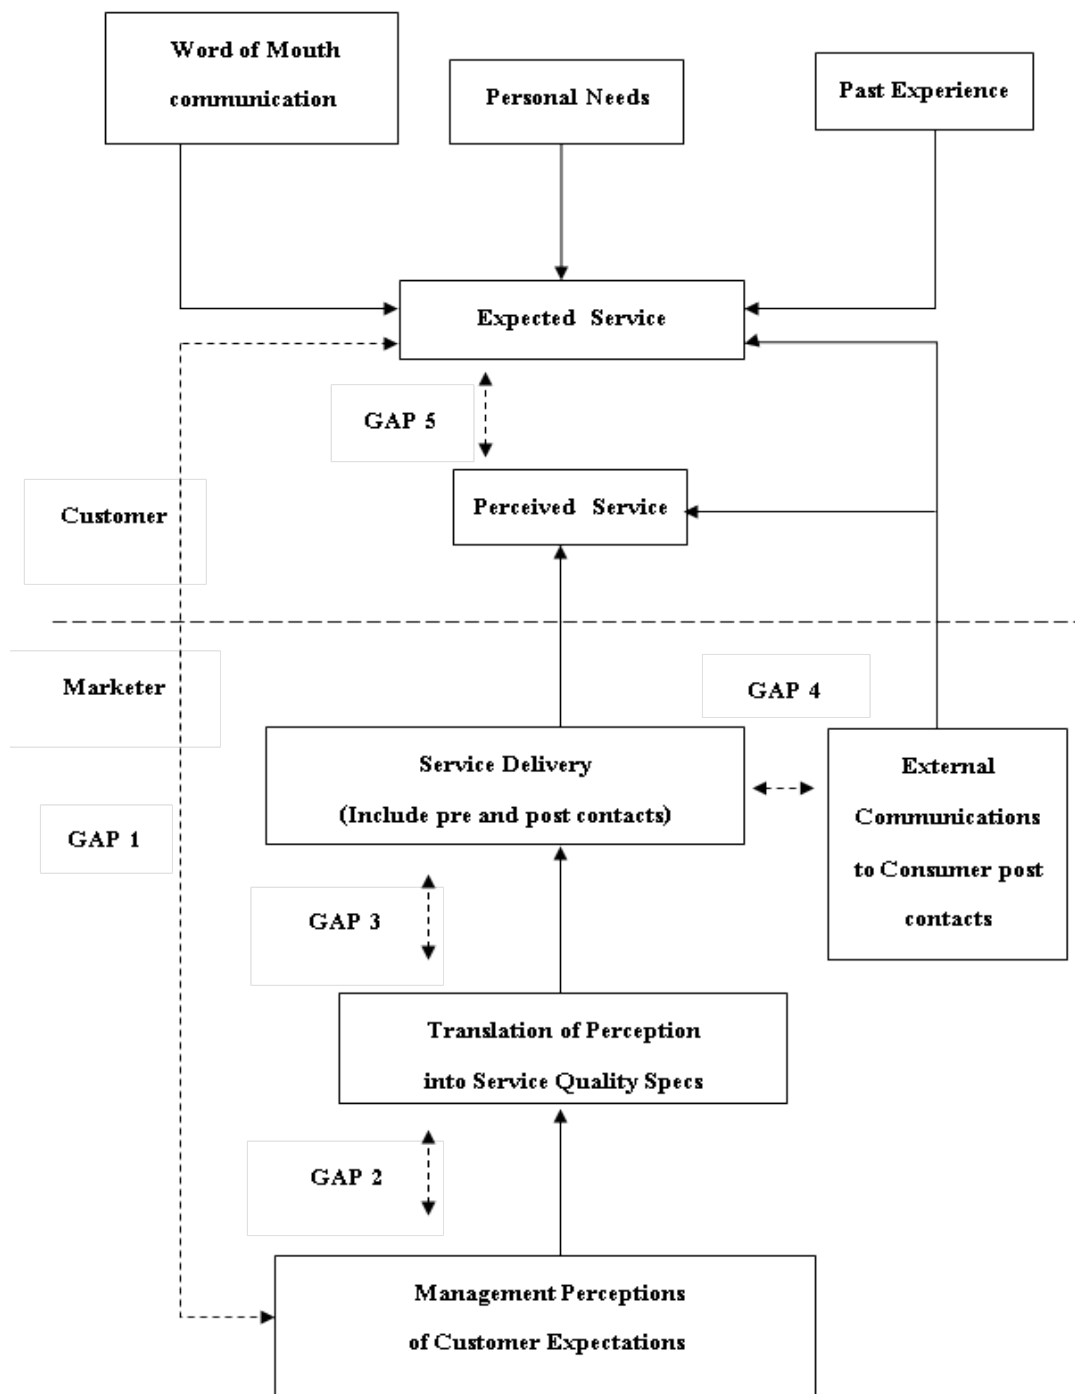 Word of Mouth
communication
Personal Needs
Past Experience
Expected Service
GAP 5
Perceived Service
Customer
Marketer
GAP 4
Service Delivery
(Include pre and post contacts)
External
Communications
to Consumer post
contacts
GAP 1
GAP 3
Translation of Perception
into Service Quality Specs
GAP 2
Management Perceptions
of Customer Expectations